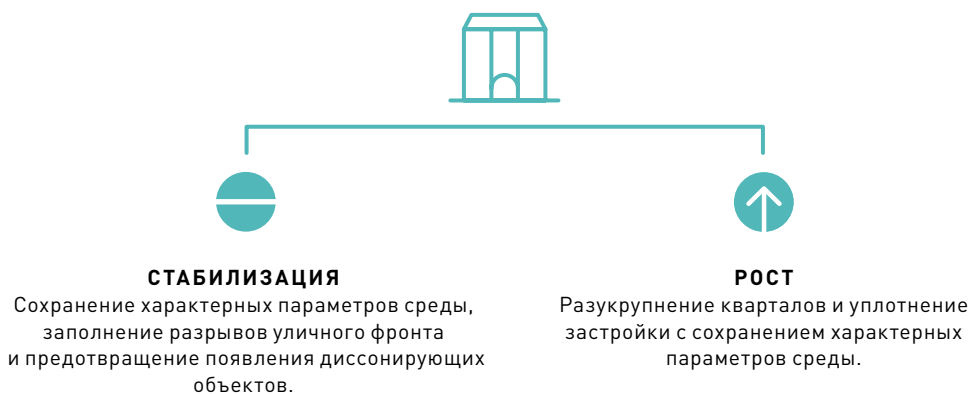 СТАБИЛИЗАЦИЯ
Сохранение характерных параметров среды,
заполнение разрывов уличного фронта
и предотвращение появления диссонирующих
объектов.
РОСТ
Разукрупнение кварталов и уплотнение
застройки с сохранением характерных
параметров среды.